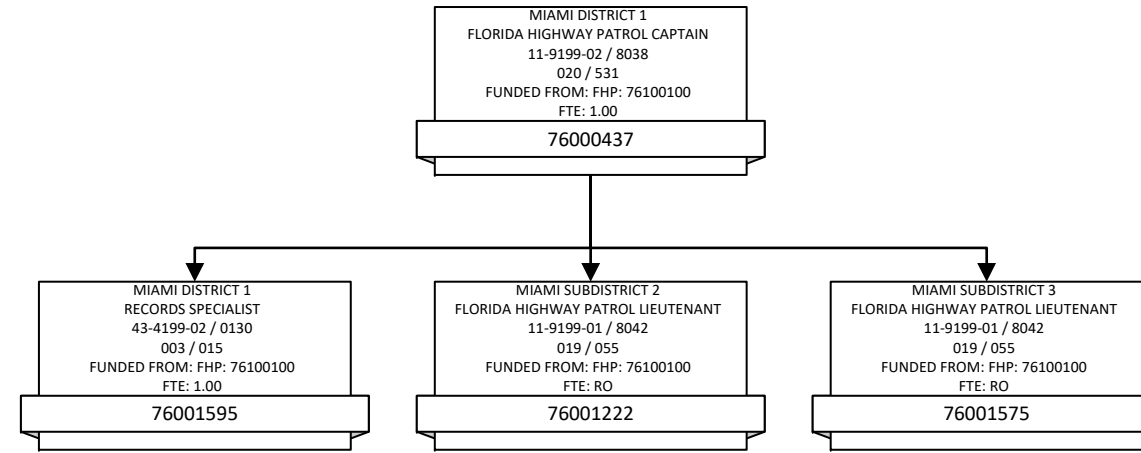 MIAMI DISTRICT 1
FLORIDA HIGHWAY PATROL CAPTAIN
11-9199-02 / 8038
020 / 531
FUNDED FROM: FHP: 76100100
FTE: 1.00
76000437
MIAMI DISTRICT 1
RECORDS SPECIALIST
43-4199-02 / 0130
003 / 015
FUNDED FROM: FHP: 76100100
FTE: 1.00
76001595
MIAMI SUBDISTRICT 2
FLORIDA HIGHWAY PATROL LIEUTENANT
11-9199-01 / 8042
019 / 055
FUNDED FROM: FHP: 76100100
FTE: RO
76001222
MIAMI SUBDISTRICT 3
FLORIDA HIGHWAY PATROL LIEUTENANT
11-9199-01 / 8042
019 / 055
FUNDED FROM: FHP: 76100100
FTE: RO
76001575